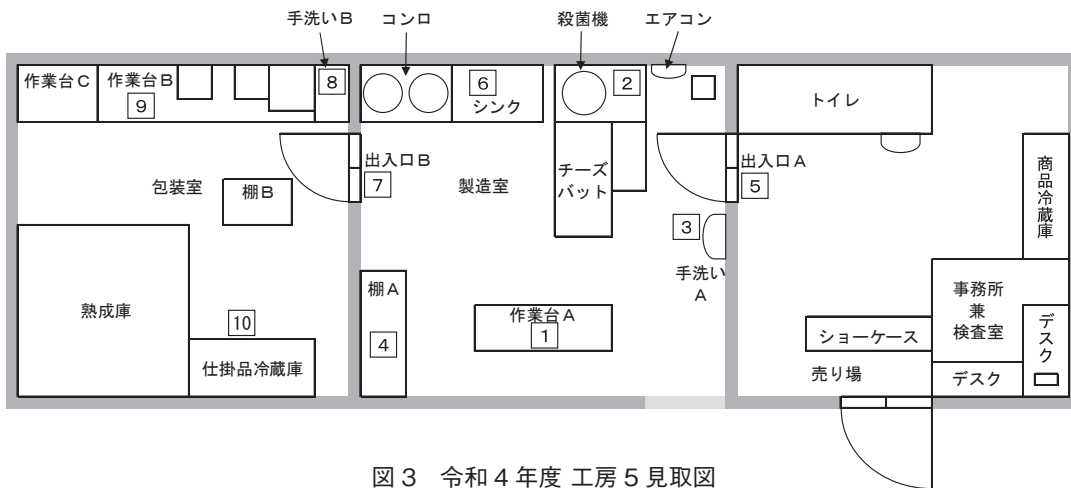 手洗いB
コンロ
殺菌機
エアコン
作業台C
作業台B
9
8
6
シンク
2
トイレ
出入口B
7
包装室
棚B
製造室
チーズ
バット
出入口A
5
商品冷蔵庫
3
手洗い
A
熟成庫
棚A
4
作業台A
1
10
仕掛品冷蔵庫
事務所
兼
検査室
デスク
ショーケース
売り場
デスク
図3 令和4年度 工房5見取図